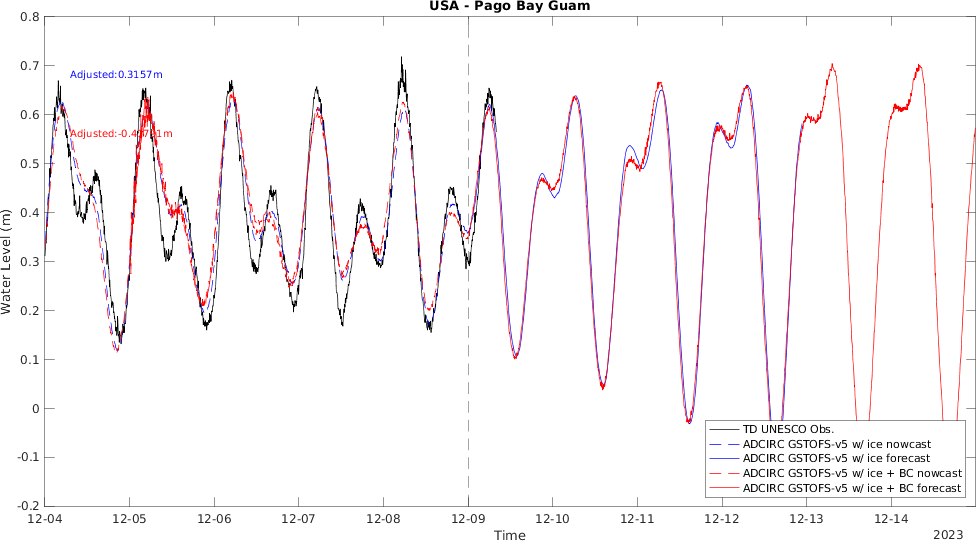 USA - Pago Bay Guam
0.8
0.7
0.6
0.5
0.4
0.3
0.2
0.1
0
-0.1
-0.2
Water Level (m)
Adjusted:0.3157m
TD UNESCO Obs.
ADCIRC GSTOFS-v5 w/ ice nowcast
ADCIRC GSTOFS-v5 w/ ice forecast
ADCIRC GSTOFS-v5 w/ ice + BC nowcast
ADCIRC GSTOFS-v5 w/ ice + BC forecast
12-04 12-05 12-06 12-07 12-08 12-09 12-10 12-11 12-12 12-13 12-14
Time
2023